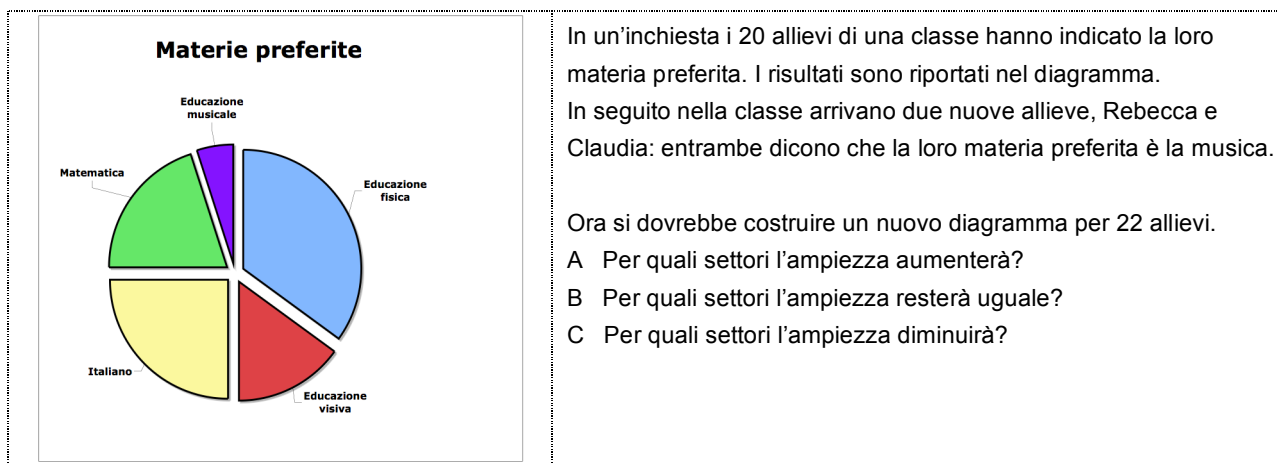 Materie preferite
Educazione
musicale
Matematica
Educazione
fisica
Italiano
Educazione
visiva
In un’inchiesta i 20 allievi di una classe hanno indicato la loro
materia preferita. I risultati sono riportati nel diagramma.
In seguito nella classe arrivano due nuove allieve, Rebecca e
Claudia: entrambe dicono che la loro materia preferita è la musica.
Ora si dovrebbe costruire un nuovo diagramma per 22 allievi.
A Per quali settori l’ampiezza aumenterà?
B Per quali settori l’ampiezza resterà uguale?
C Per quali settori l’ampiezza diminuirà?